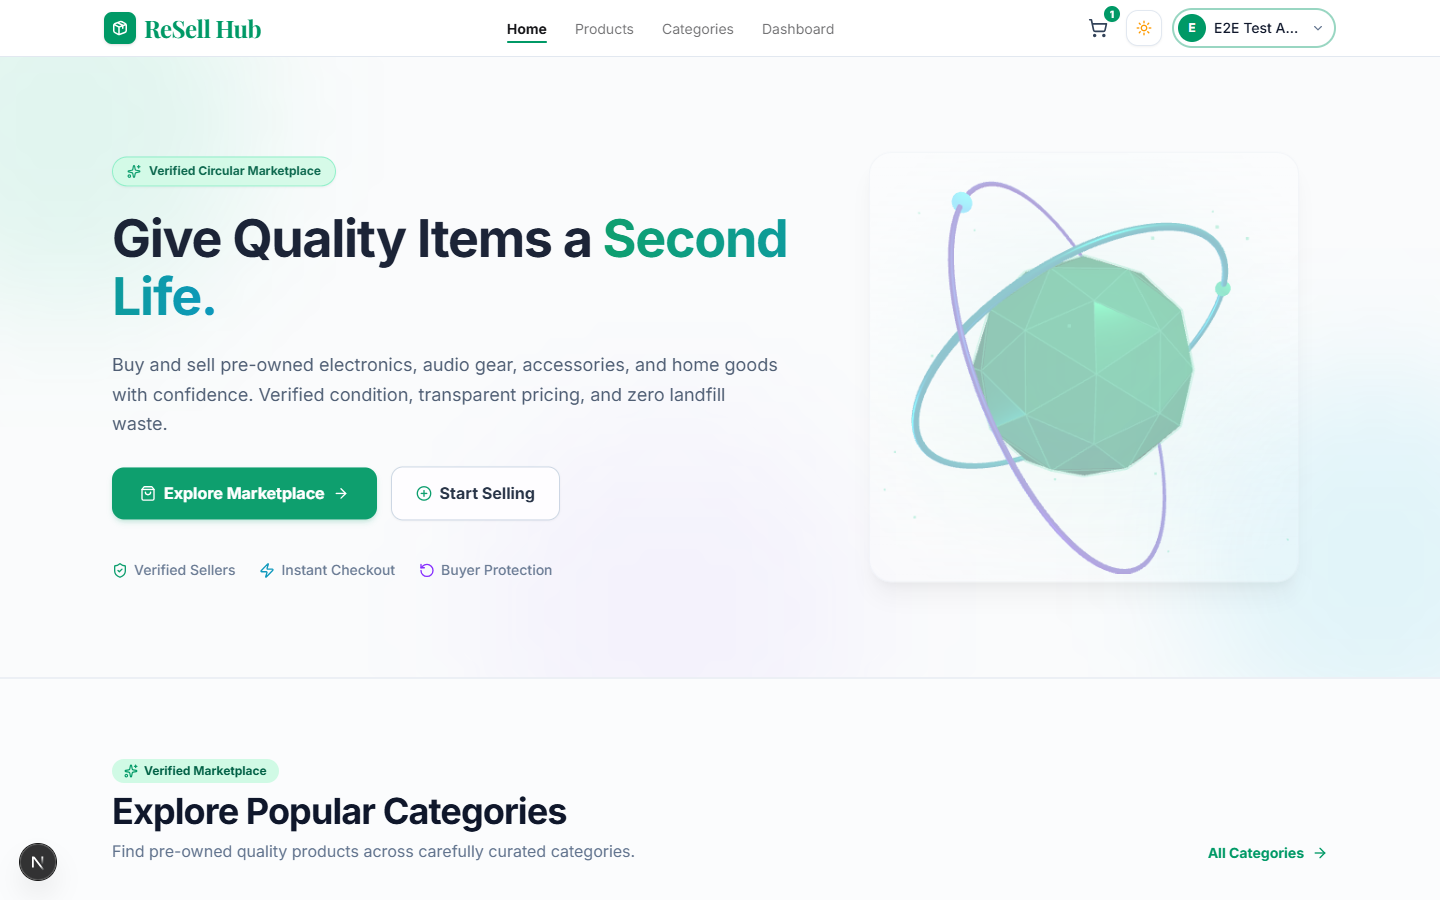 ReSell Hub
Home Products Categories Dashboard
1
E E2E Test A...
Verified Circular Marketplace
Give Quality Items a Second
Life.
Buy and sell pre-owned electronics, audio gear, accessories, and home goods
with confidence. Verified condition, transparent pricing, and zero landfill
waste.
Explore Marketplace
Start Selling
Verified Sellers Instant Checkout Buyer Protection
Verified Marketplace
Explore Popular Categories
Find pre-owned quality products across carefully curated categories.
All Categories
N